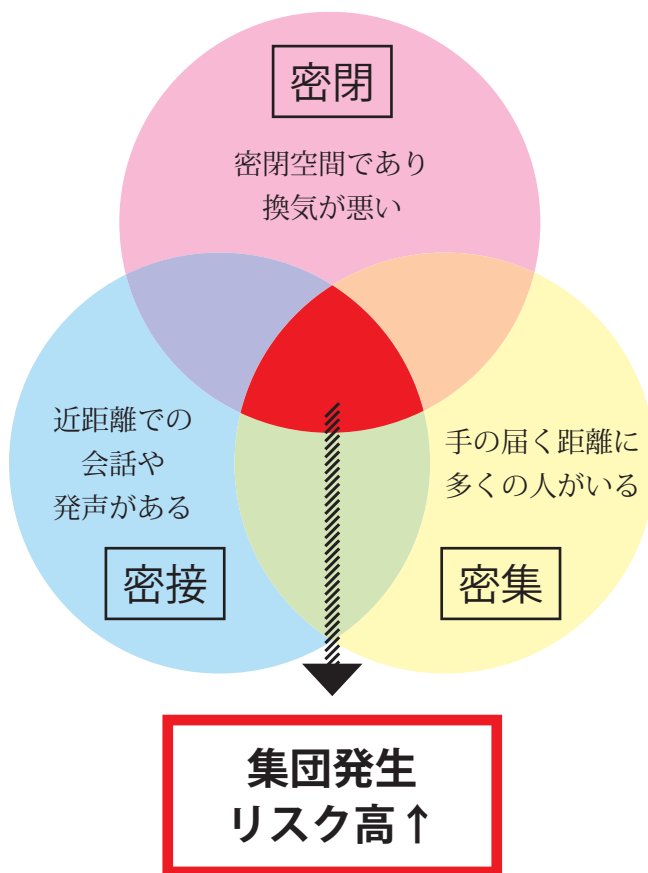 密閉
密閉空間であり
換気が悪い
近距離での
会話や
発声がある
密接
手の届く距離に
多くの人がいる
密集
集団発生
リスク高↑